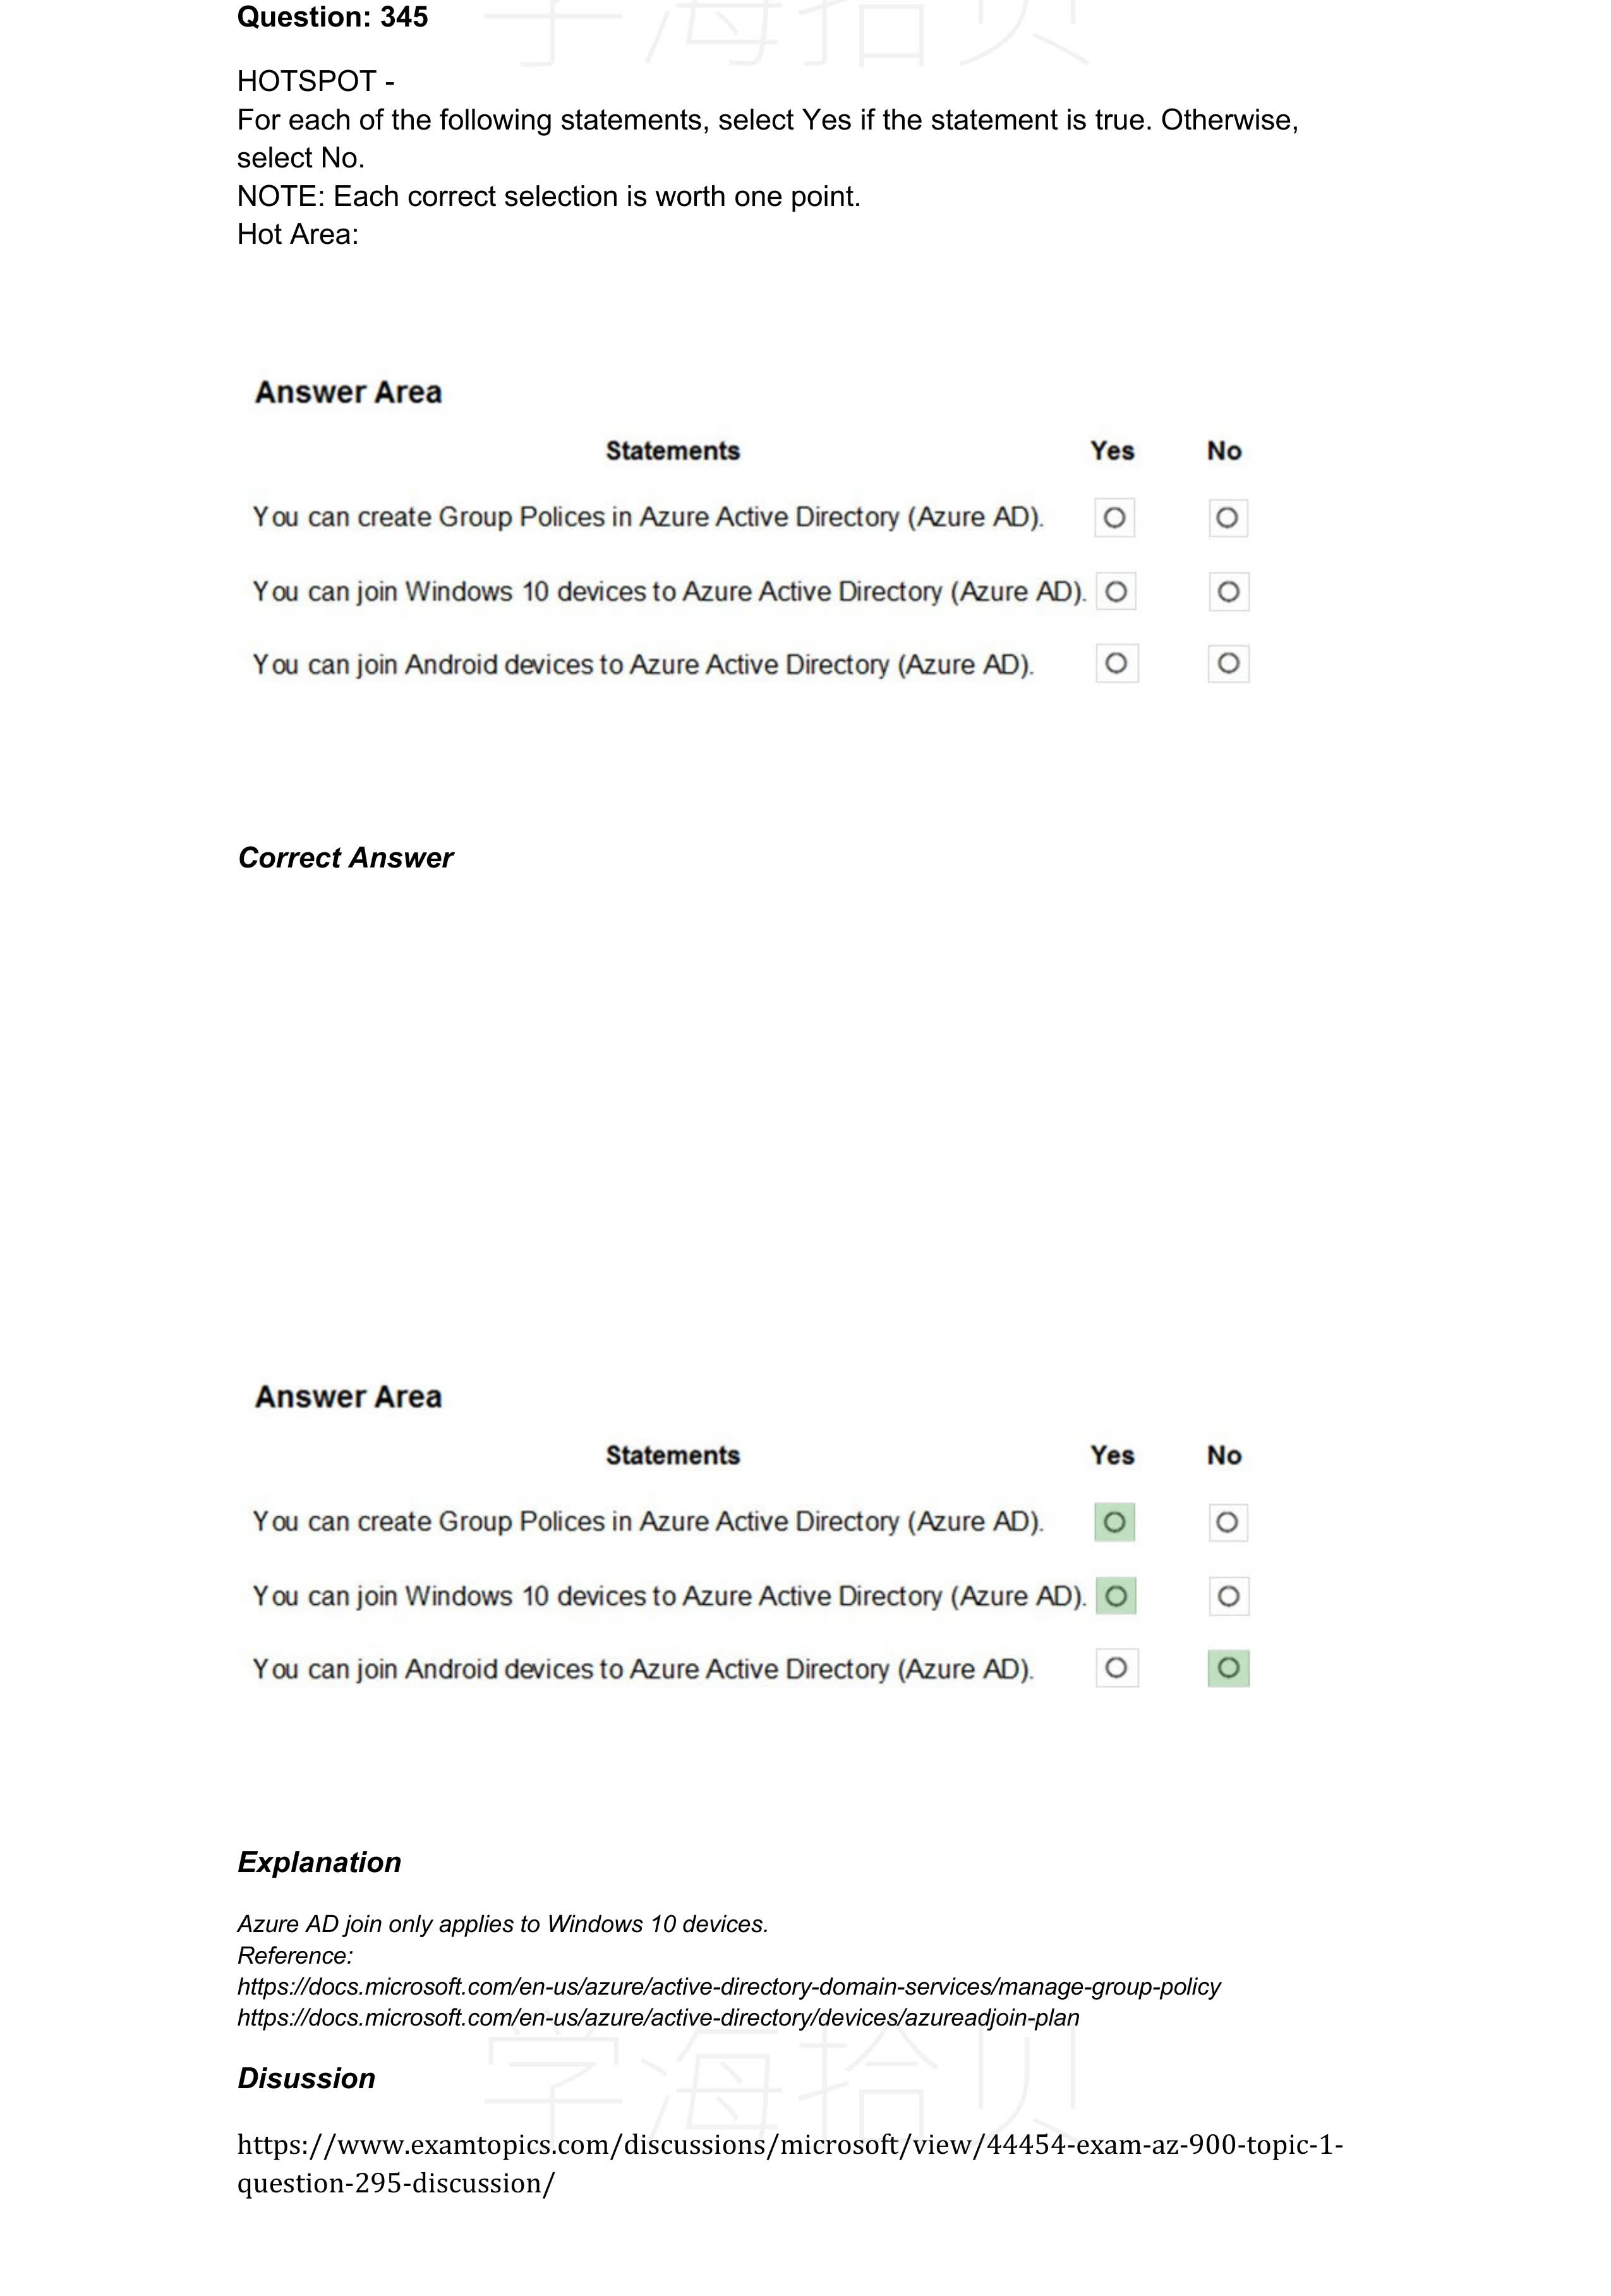 学海拾贝
Question: 345
HOTSPOT -
For each of the following statements, select Yes if the statement is true. Otherwise,
select No.
NOTE: Each correct selection is worth one point.
Hot Area:
Answer Area
Statements Yes No
You can create Group Polices in Azure Active Directory (Azure AD).
You can join Windows 10 devices to Azure Active Directory (Azure AD).
You can join Android devices to Azure Active Directory (Azure AD).
Correct Answer
Answer Area
Statements Yes No
You can create Group Polices in Azure Active Directory (Azure AD).
You can join Windows 10 devices to Azure Active Directory (Azure AD).
You can join Android devices to Azure Active Directory (Azure AD).
Explanation
Azure AD join only applies to Windows 10 devices.
Reference:
https://docs.microsoft.com/en-us/azure/active-directory-domain-services/manage-group-policy
https://docs.microsoft.com/en-us/azure/active-directory/devices/azureadjoin-plan
学海拾贝
Disussion
https://www.examtopics.com/discussions/microsoft/view/44454-exam-az-900-topic-1-
question-295-discussion/